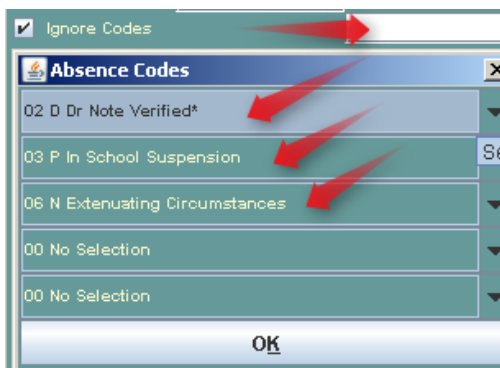 Ignore Codes
Absence Codes
02 D Dr Note Verified*
03 P In School Suspension
Se
06 N Extenuating Circumstances
00 No Selection
00 No Selection
OK